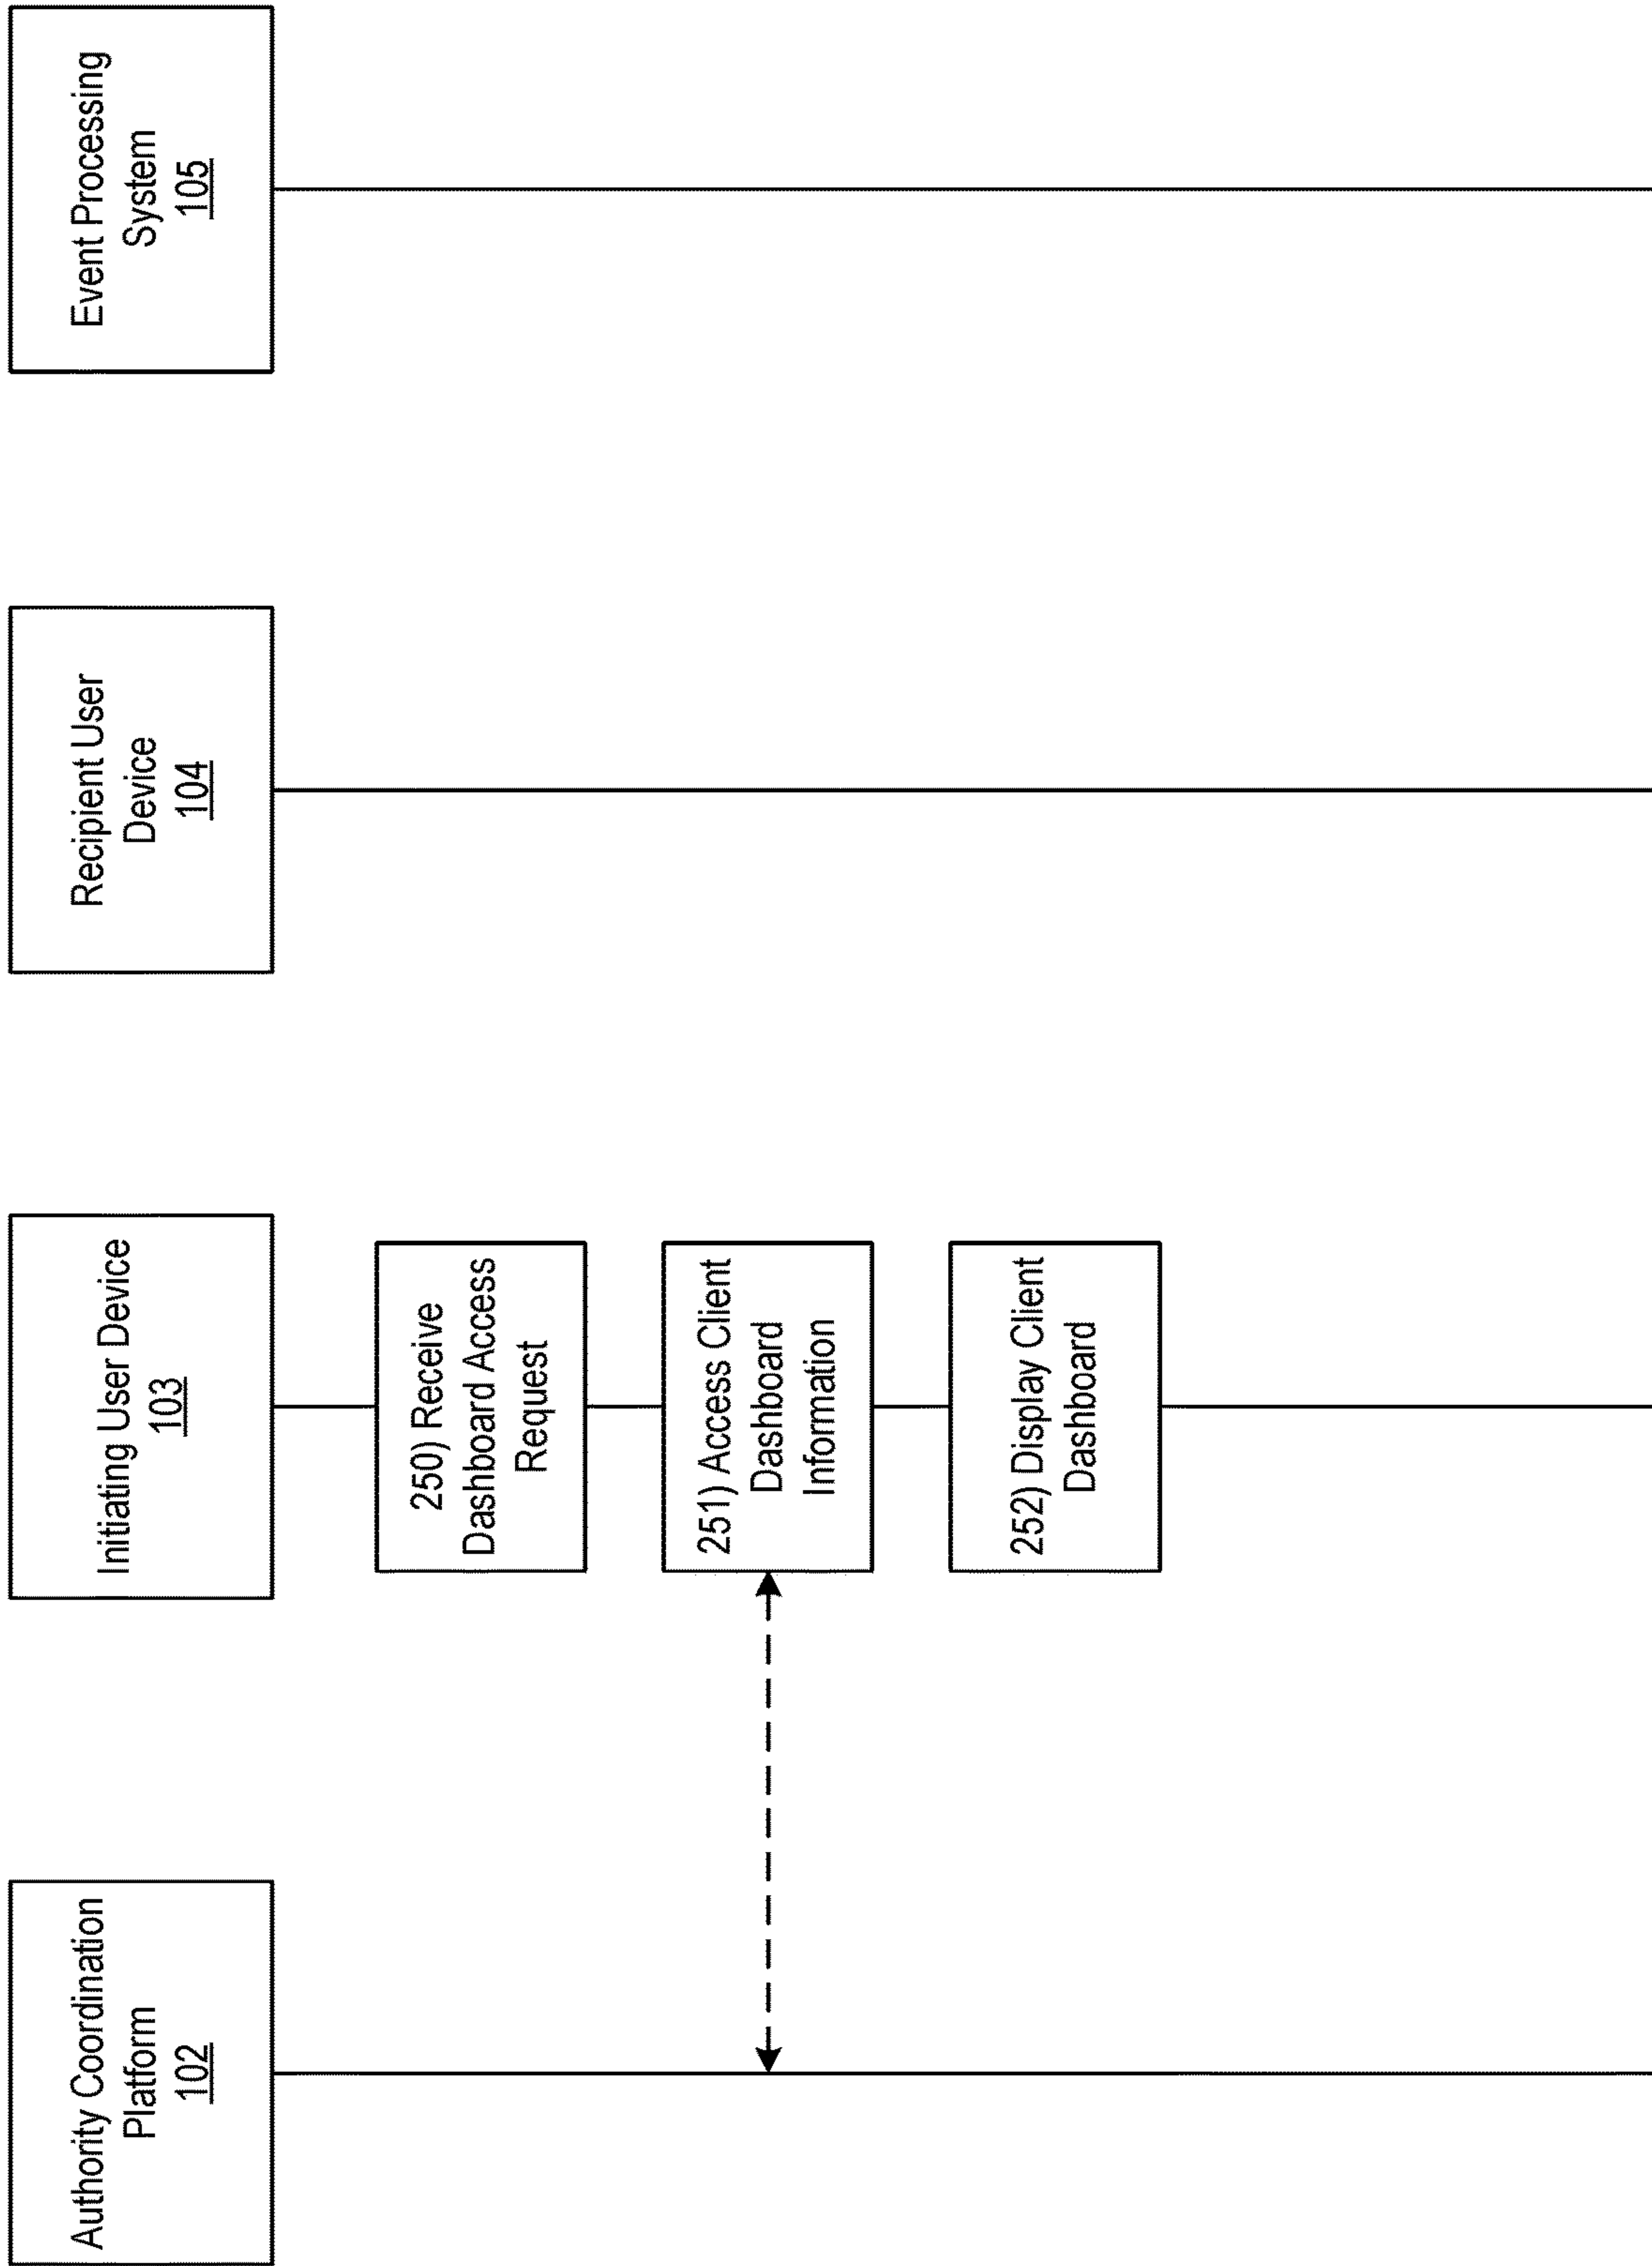 Authority Coordination
Platform
102
Initiating User Device
103
Recipient User
Device
104
Event Processing
System
105
250) Receive
Dashboard Access
Request
251) Access Client
Dashboard
Information
252) Display Client
Dashboard